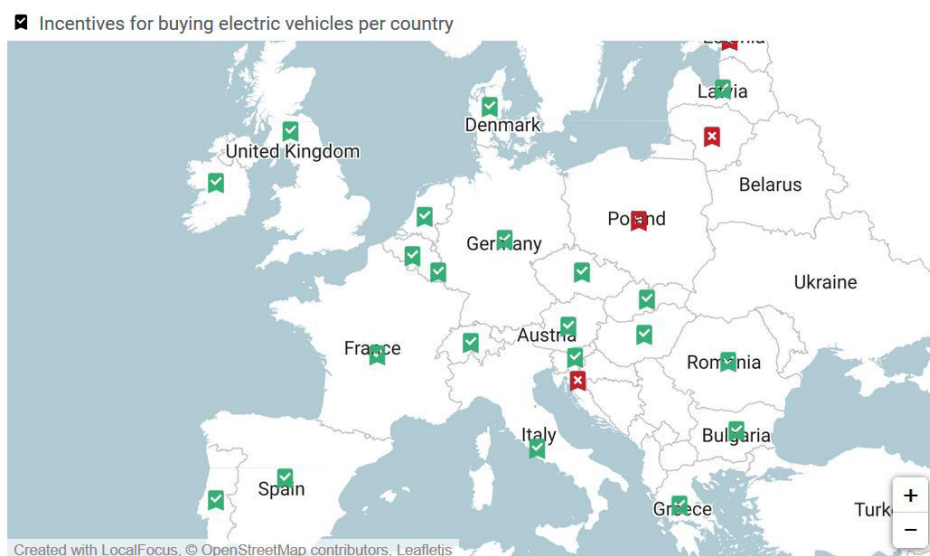 Incentives for buying electric vehicles per country
Latvia
Denmark
United Kingdom
Belarus
Poland
Germany
Ukraine
Austria
France
Romania
Italy
Bulgaria
Spain
Greece
Turk
+
−
Created with LocalFocus, © OpenStreetMap contributors, Leafletjs